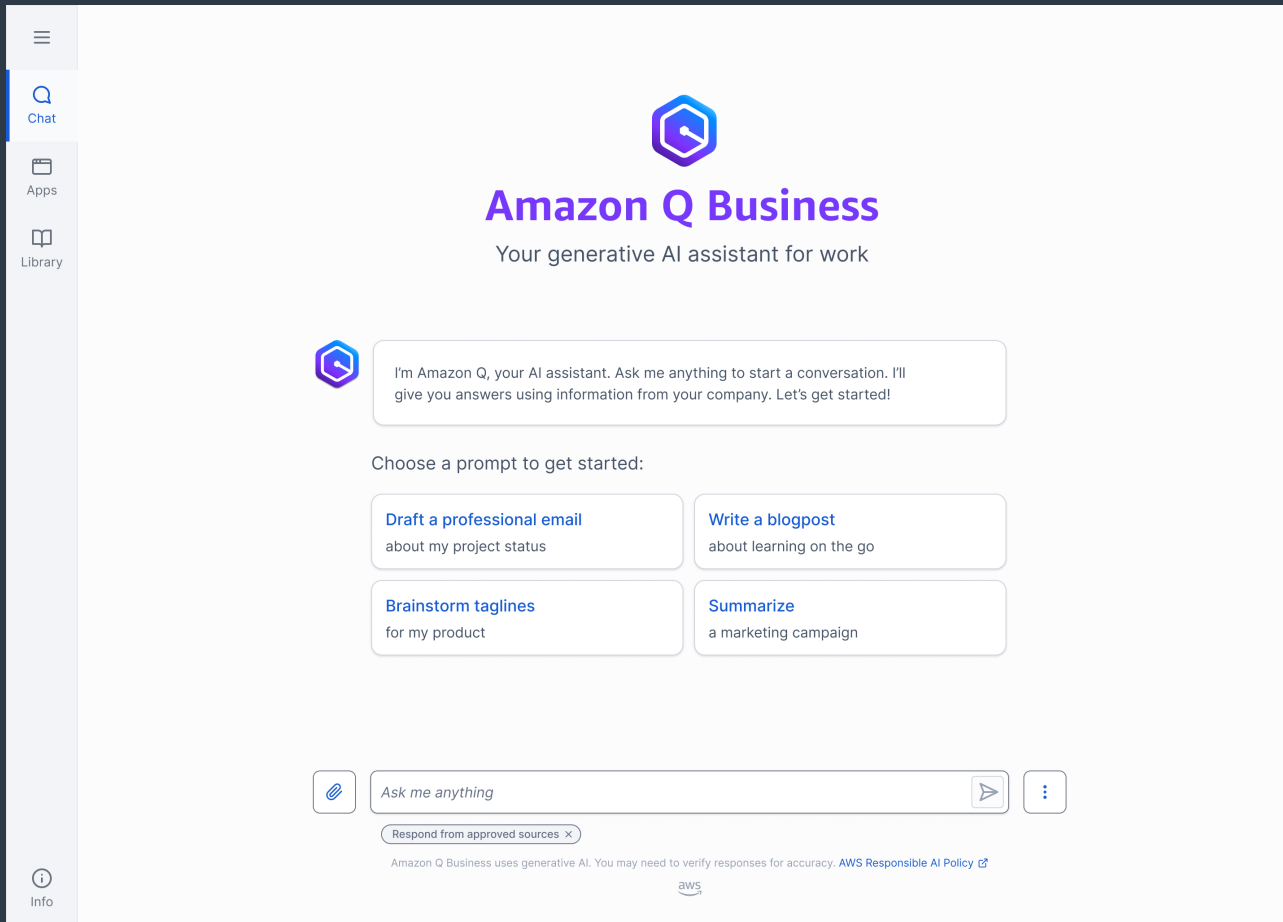 Chat
Apps
Library
Info
Amazon Q Business
Your generative AI assistant for work
I'm Amazon Q, your AI assistant. Ask me anything to start a conversation. I'll
give you answers using information from your company. Let's get started!
Choose a prompt to get started:
Draft a professional email
about my project status
Write a blogpost
about learning on the go
Brainstorm taglines
for my product
Summarize
a marketing campaign
Ask me anything
Respond from approved sources ×
Amazon Q Business uses generative AI. You may need to verify responses for accuracy. AWS Responsible AI Policy
aws